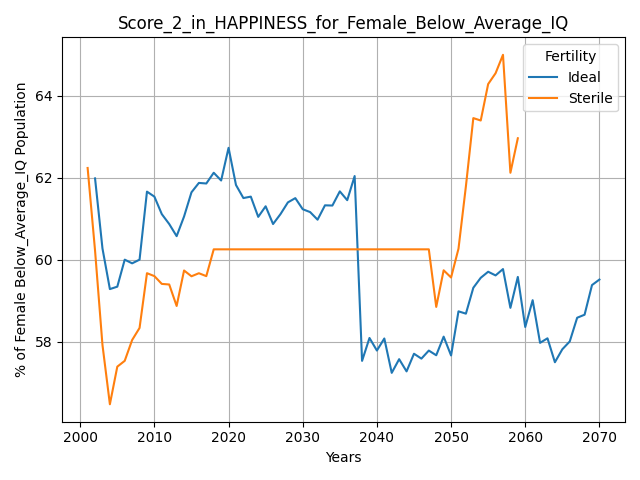 Score_2_in_HAPPINESS_for_Female_Below_Average_IQ
% of Female Below_Average_IQ Population
64
62
60
58
Fertility
Ideal
Sterile
2000 2010 2020 2030 2040 2050 2060 2070
Years